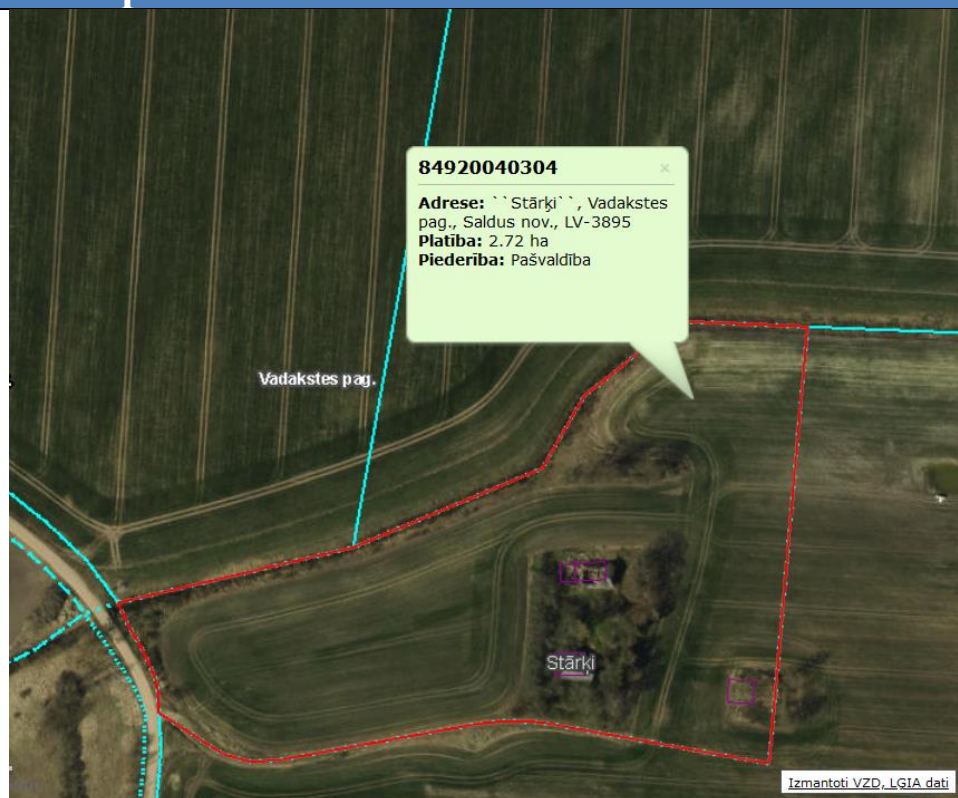 84920040304
×
Adrese: ``Stārķi``, Vadakstes
pag., Saldus nov., LV-3895
Platība: 2.72 ha
Piederība: Pašvaldība
Vadakstes pag.
Stārķi
Izmantoti VZD, LĢIA dati